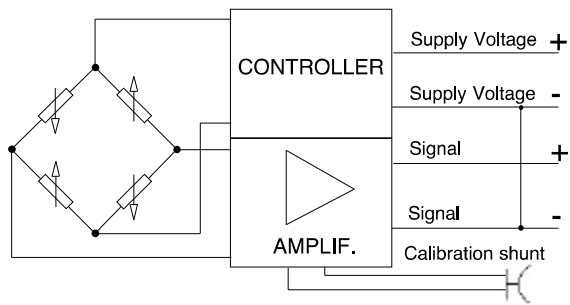 CONTROLLER
Supply Voltage +
Supply Voltage -
Signal +
Signal -
AMPLIF.
Calibration shunt